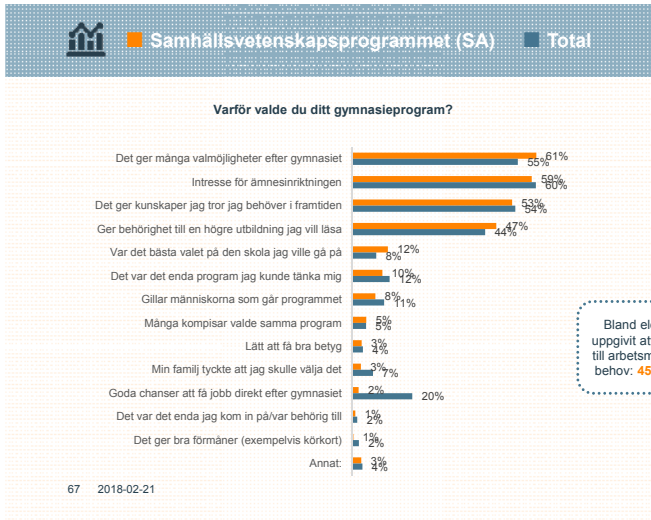 Samhällsvetenskapsprogrammet (SA) Total
Varför valde du ditt gymnasieprogram?
Det ger många valmöjligheter efter gymnasiet 61% 55%
Intresse för ämnesinriktningen 59% 60%
Det ger kunskaper jag tror jag behöver i framtiden 53% 54%
Ger behörighet till en högre utbildning jag vill läsa 47% 44%
Var det bästa valet på den skola jag ville gå på 12% 8%
Det var det enda program jag kunde tänka mig 10% 12%
Gillar människorna som går programmet 8% 11%
Många kompisar valde samma program 5% 5%
Lätt att få bra betyg 3% 4%
Min familj tyckte att jag skulle välja det 3% 7%
Goda chanser att få jobb direkt efter gymnasiet 2% 20%
Det var det enda jag kom in på/var behörig till 1% 2%
Det ger bra förmåner (exempelvis körkort) 1% 2%
Annat: 3% 4%
Bland ele
uppgivit at
till arbetsm
behov: 45
67 2018-02-21